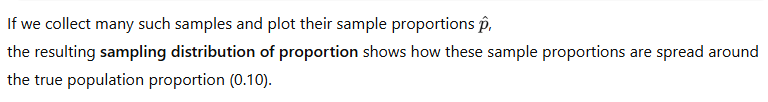 If we collect many such samples and plot their sample proportions p̂,
the resulting sampling distribution of proportion shows how these sample proportions are spread around
the true population proportion (0.10).